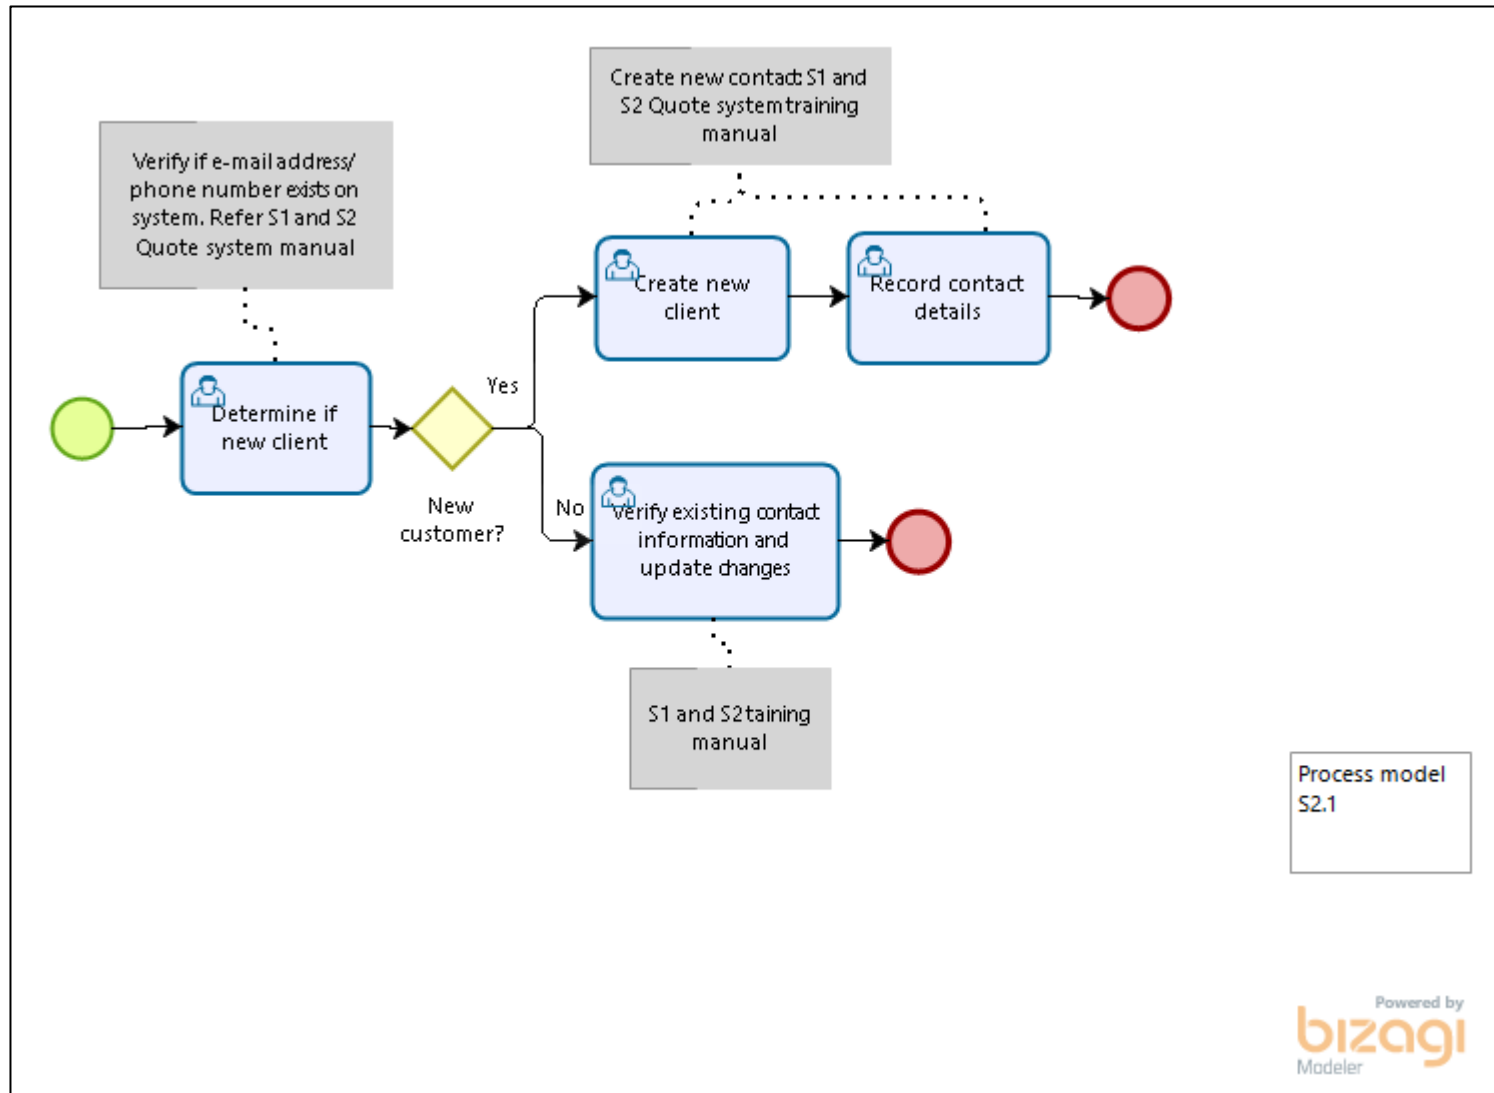 Create new contact: S1 and
S2 Quote system training
manual
Verify if e-mail address/
phone number exists on
system. Refer S1 and S2
Quote system manual
Create new
client
Record contact
details
Yes
Determine if
new client
New
customer?
No
Verify existing contact
information and
update changes
S1 and S2 taining
manual
Process model
S2.1
Powered by
bizagi
Modeler